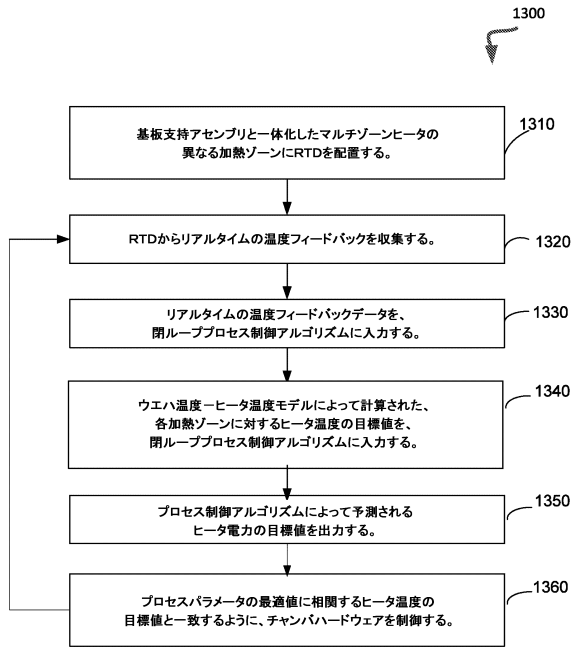 1300
基板支持アセンブリと一体化したマルチゾーンヒータの
異なる加熱ゾーンにRTDを配置する。
1310
RTDからリアルタイムの温度フィードバックを収集する。
1320
リアルタイムの温度フィードバックデータを、
閉ループプロセス制御アルゴリズムに入力する。
1330
ウエハ温度－ヒータ温度モデルによって計算された、
各加熱ゾーンに対するヒータ温度の目標値を、
閉ループプロセス制御アルゴリズムに入力する。
1340
プロセス制御アルゴリズムによって予測される
ヒータ電力の目標値を出力する。
1350
プロセスパラメータの最適値に相関するヒータ温度の
目標値と一致するように、チャンバハードウェアを制御する。
1360